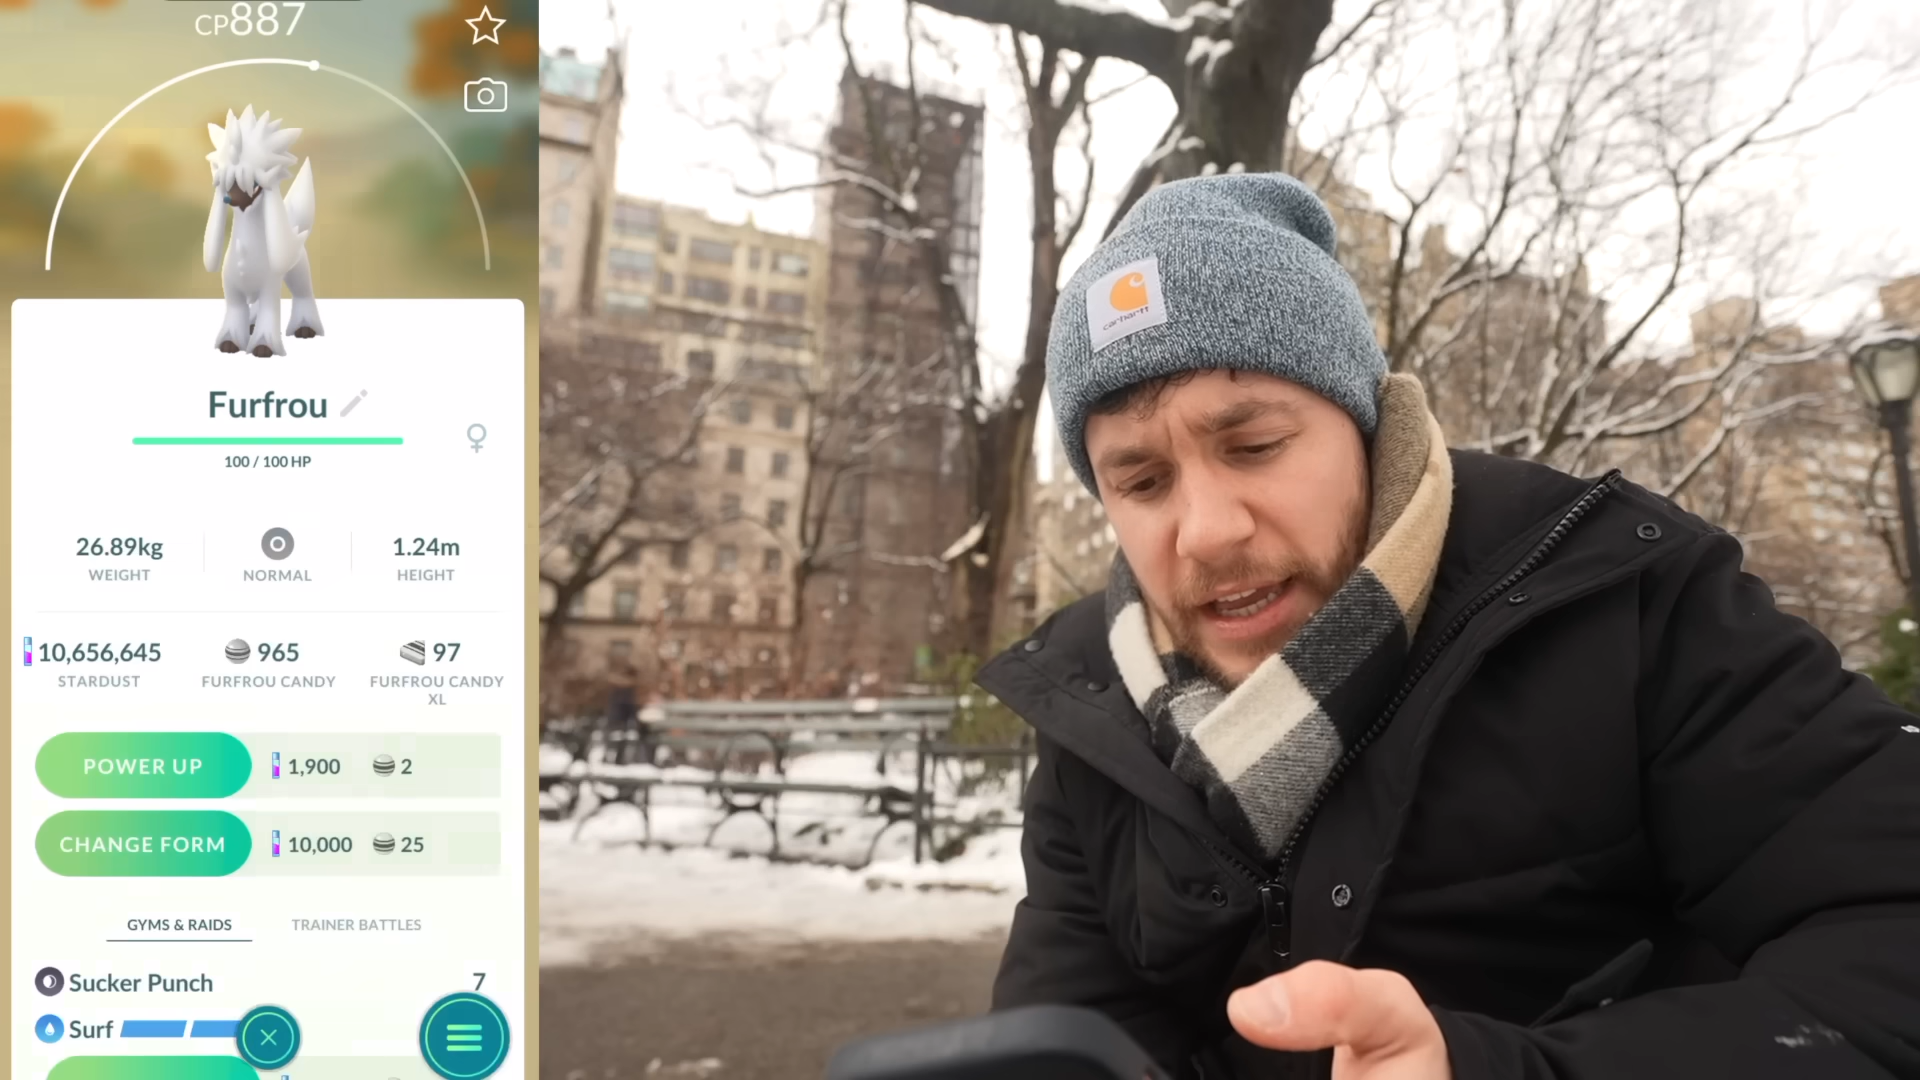 CP887
Furfrou
100 / 100 HP
26.89kg
WEIGHT
NORMAL
1.24m
HEIGHT
10,656,645
STARDUST
965
FURFROU CANDY
97
FURFROU CANDY
XL
POWER UP 1,900 2
CHANGE FORM 10,000 25
GYMS & RAIDS TRAINER BATTLES
Sucker Punch 7
Surf
carhartt